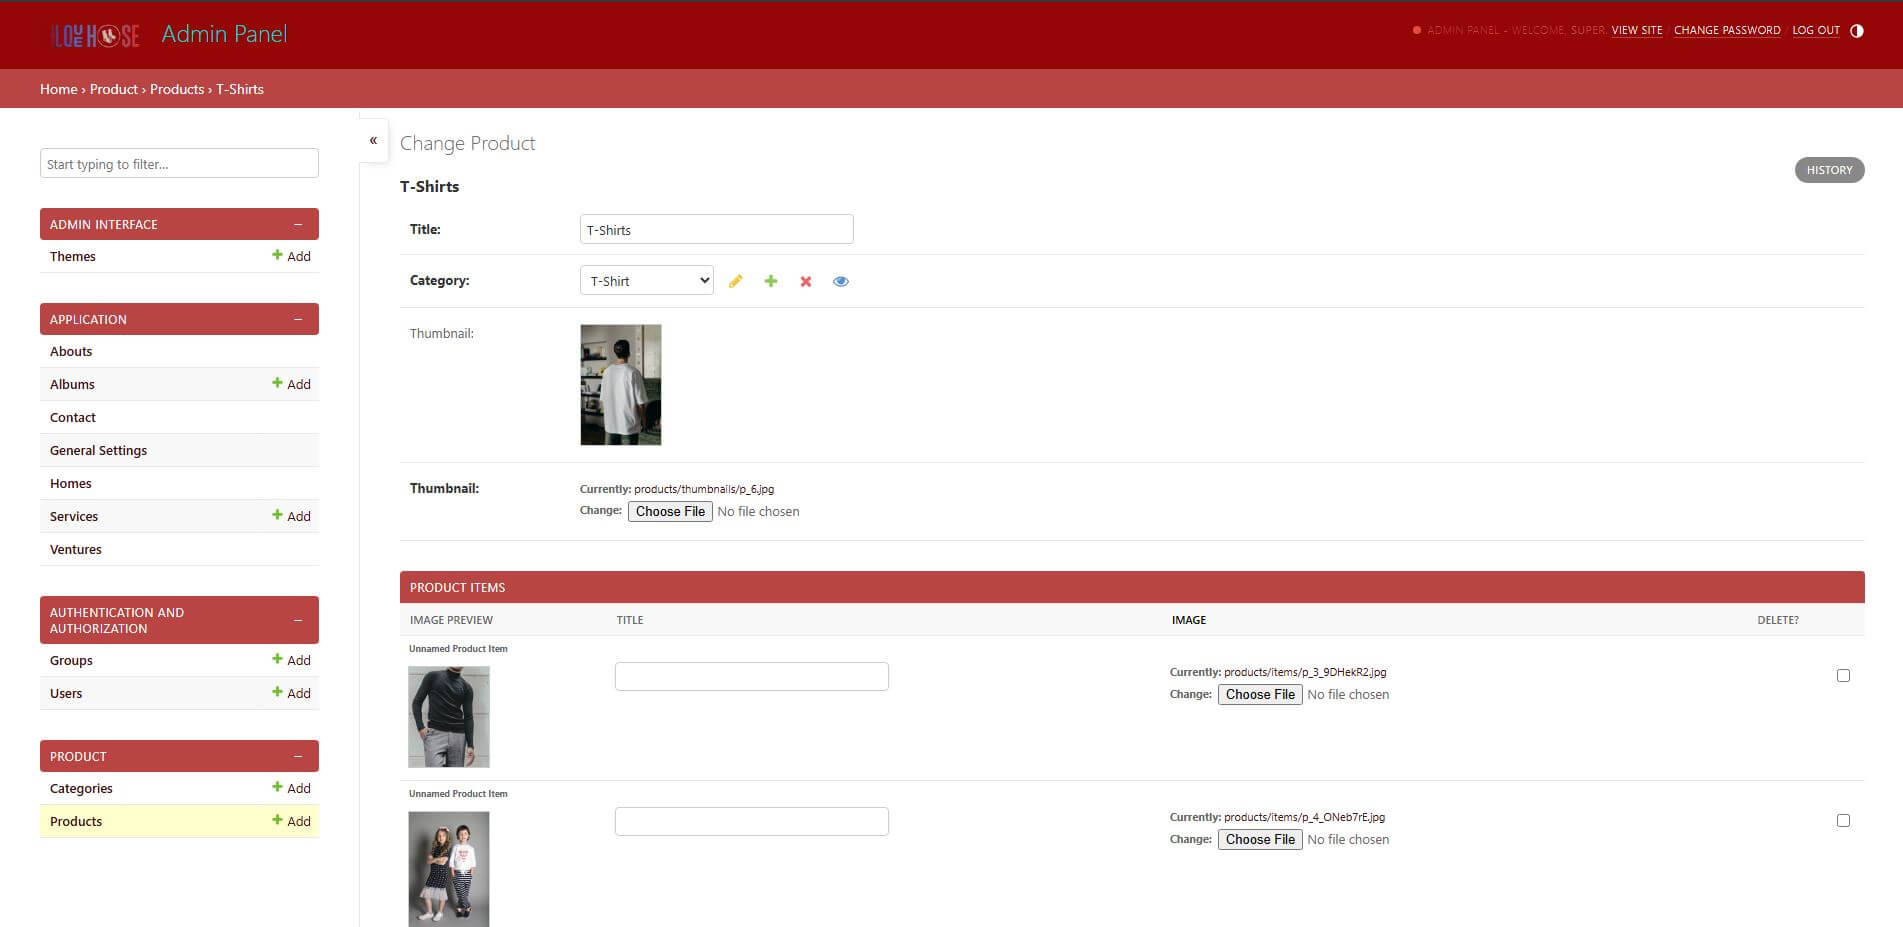 LOUE HOUSE Admin Panel
ADMIN PANEL - WELCOME, SUPER. VIEW SITE / CHANGE PASSWORD / LOG OUT
Home › Product › Products › T-Shirts
«
Start typing to filter...
ADMIN INTERFACE –
Themes + Add
APPLICATION –
Abouts
Albums + Add
Contact
General Settings
Homes
Services + Add
Ventures
AUTHENTICATION AND
AUTHORIZATION –
Groups + Add
Users + Add
PRODUCT –
Categories + Add
Products + Add
Change Product
HISTORY
T-Shirts
Title: T-Shirts
Category: T-Shirt
Thumbnail:
Thumbnail: Currently: products/thumbnails/p_6.jpg
Change: Choose File No file chosen
PRODUCT ITEMS
IMAGE PREVIEW TITLE IMAGE DELETE?
Unnamed Product Item
Currently: products/items/p_3_9DHekR2.jpg
Change: Choose File No file chosen
Unnamed Product Item
Currently: products/items/p_4_ONeb7rE.jpg
Change: Choose File No file chosen